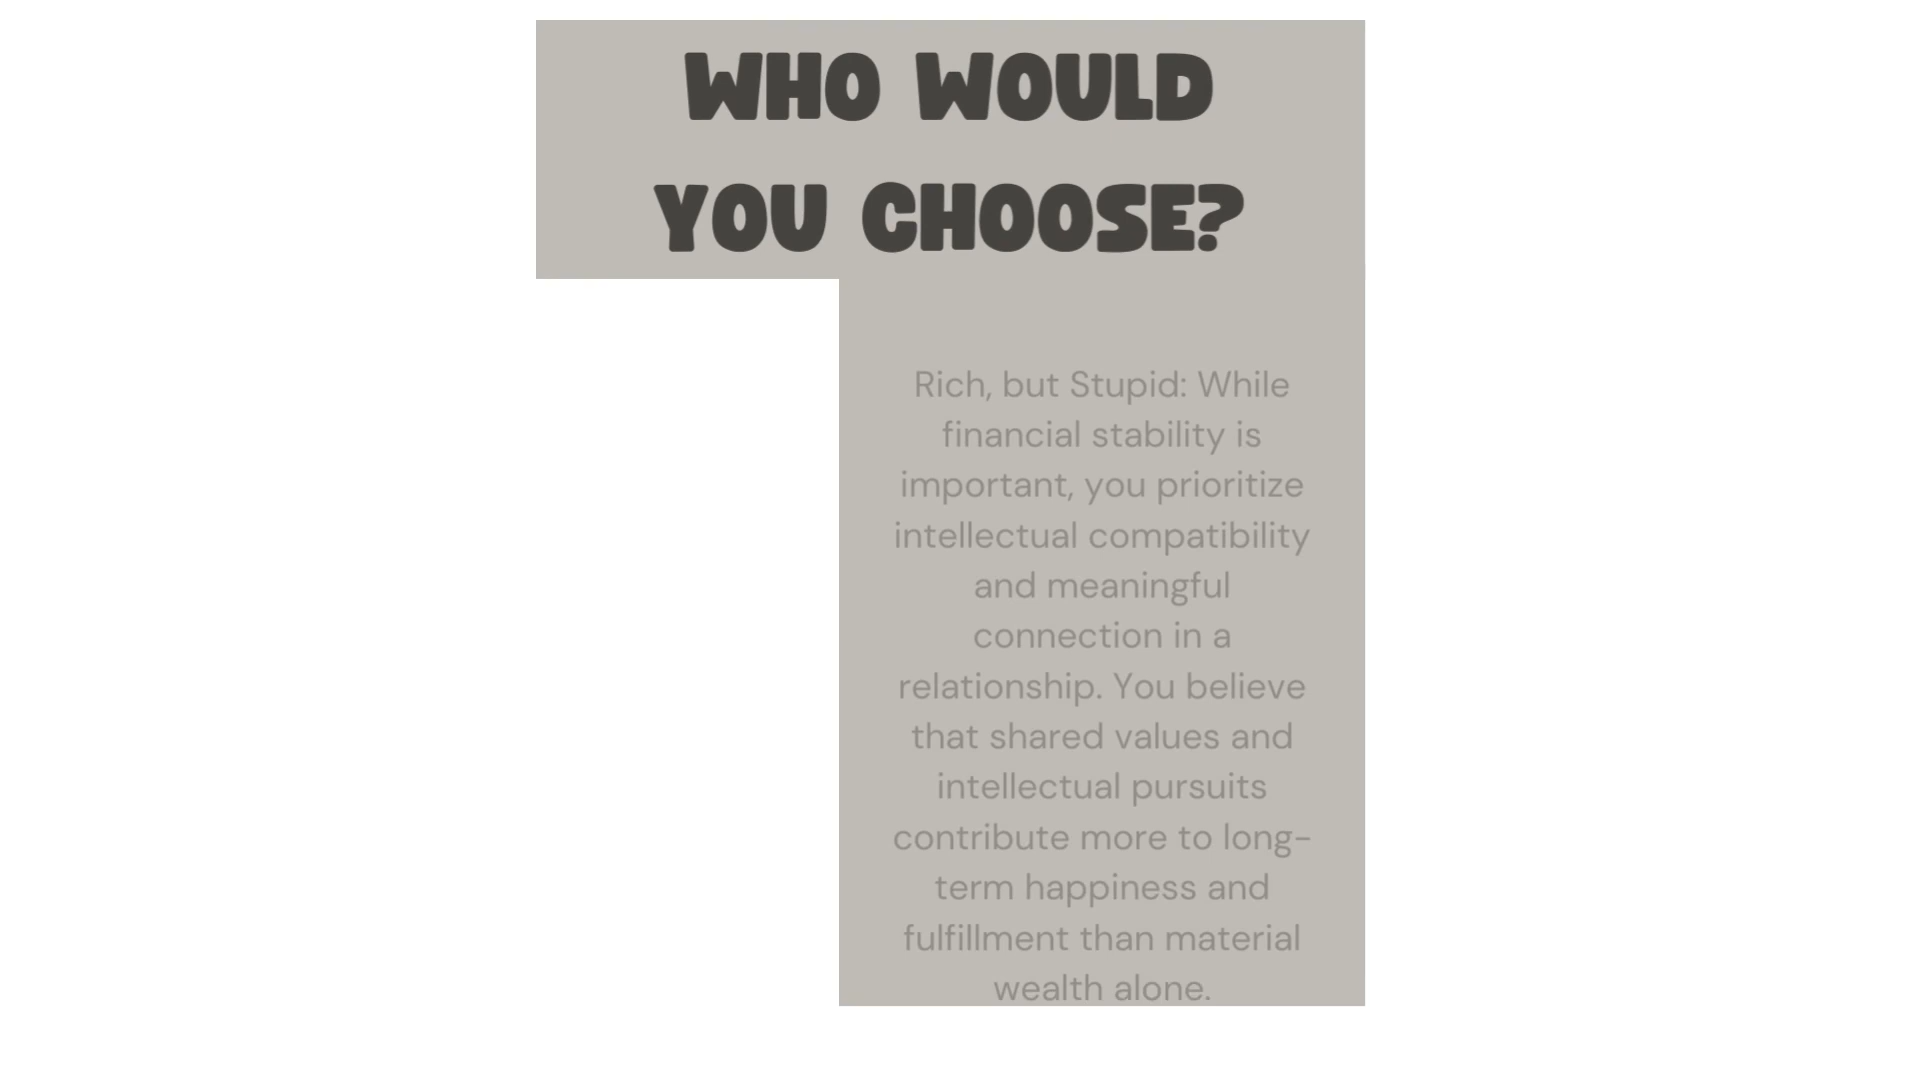 WHO WOULD
YOU CHOOSE?
Rich, but Stupid: While
financial stability is
important, you prioritize
intellectual compatibility
and meaningful
connection in a
relationship. You believe
that shared values and
intellectual pursuits
contribute more to long-
term happiness and
fulfillment than material
wealth alone.